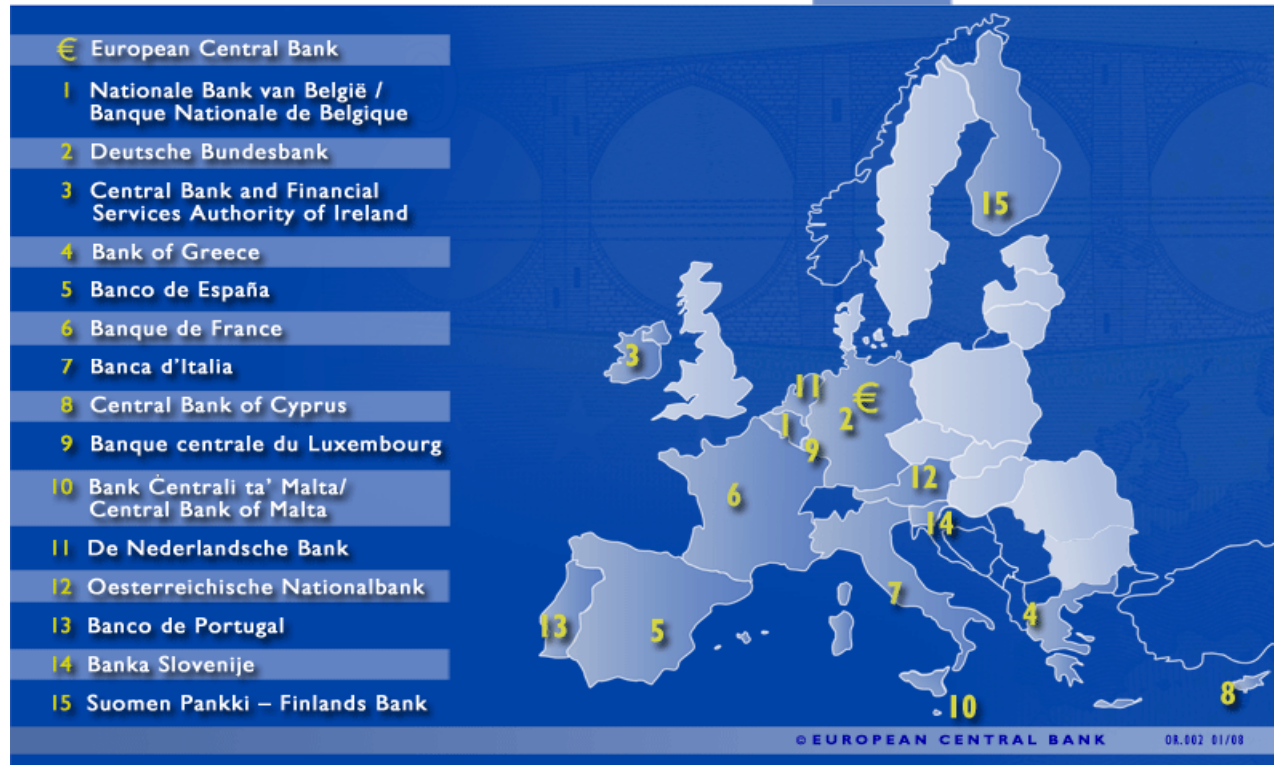 € European Central Bank
1 Nationale Bank van België /
Banque Nationale de Belgique
2 Deutsche Bundesbank
3 Central Bank and Financial
Services Authority of Ireland
4 Bank of Greece
5 Banco de España
6 Banque de France
7 Banca d'Italia
8 Central Bank of Cyprus
9 Banque centrale du Luxembourg
10 Bank Ċentrali ta' Malta/
Central Bank of Malta
11 De Nederlandsche Bank
12 Oesterreichische Nationalbank
13 Banco de Portugal
14 Banka Slovenije
15 Suomen Pankki – Finlands Bank
15
3
11
€
2
1
9
12
6
14
7
4
13
5
8
10
© EUROPEAN CENTRAL BANK OR.002 01/08